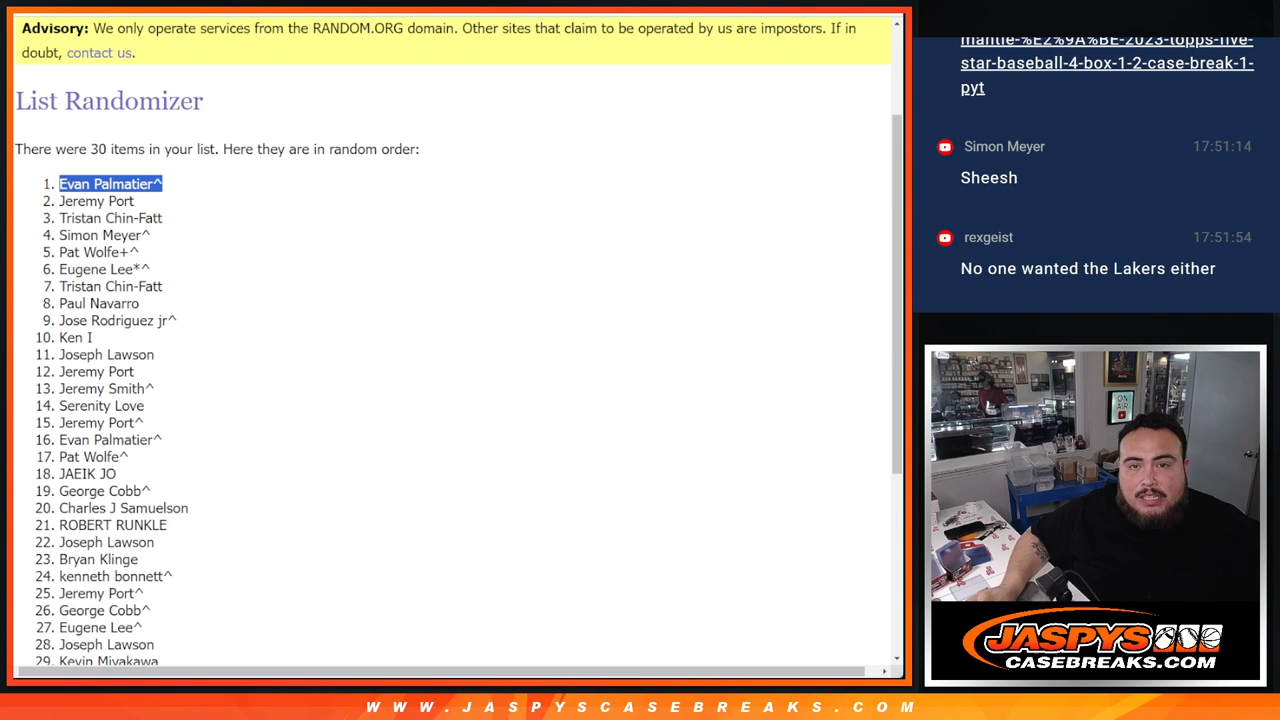 Advisory: We only operate services from the RANDOM.ORG domain. Other sites that claim to be operated by us are impostors. If in
doubt, contact us.
List Randomizer
There were 30 items in your list. Here they are in random order:
1. Evan Palmatier^
2. Jeremy Port
3. Tristan Chin-Fatt
4. Simon Meyer^
5. Pat Wolfe+^
6. Eugene Lee*^
7. Tristan Chin-Fatt
8. Paul Navarro
9. Jose Rodriguez jr^
10. Ken I
11. Joseph Lawson
12. Jeremy Port
13. Jeremy Smith^
14. Serenity Love
15. Jeremy Port^
16. Evan Palmatier^
17. Pat Wolfe^
18. JAEIK JO
19. George Cobb^
20. Charles J Samuelson
21. ROBERT RUNKLE
22. Joseph Lawson
23. Bryan Klinge
24. kenneth bonnett^
25. Jeremy Port^
26. George Cobb^
27. Eugene Lee^
28. Joseph Lawson
29. Kevin Miyakawa
mantle-%E2%9A%BE-2023-topps-five-
star-baseball-4-box-1-2-case-break-1-
pyt
Simon Meyer 17:51:14
Sheesh
rexgeist 17:51:54
No one wanted the Lakers either
ON
AIR
JASPYS
CASEBREAKS.COM
WWW.JASPYSCASEBREAKS.COM